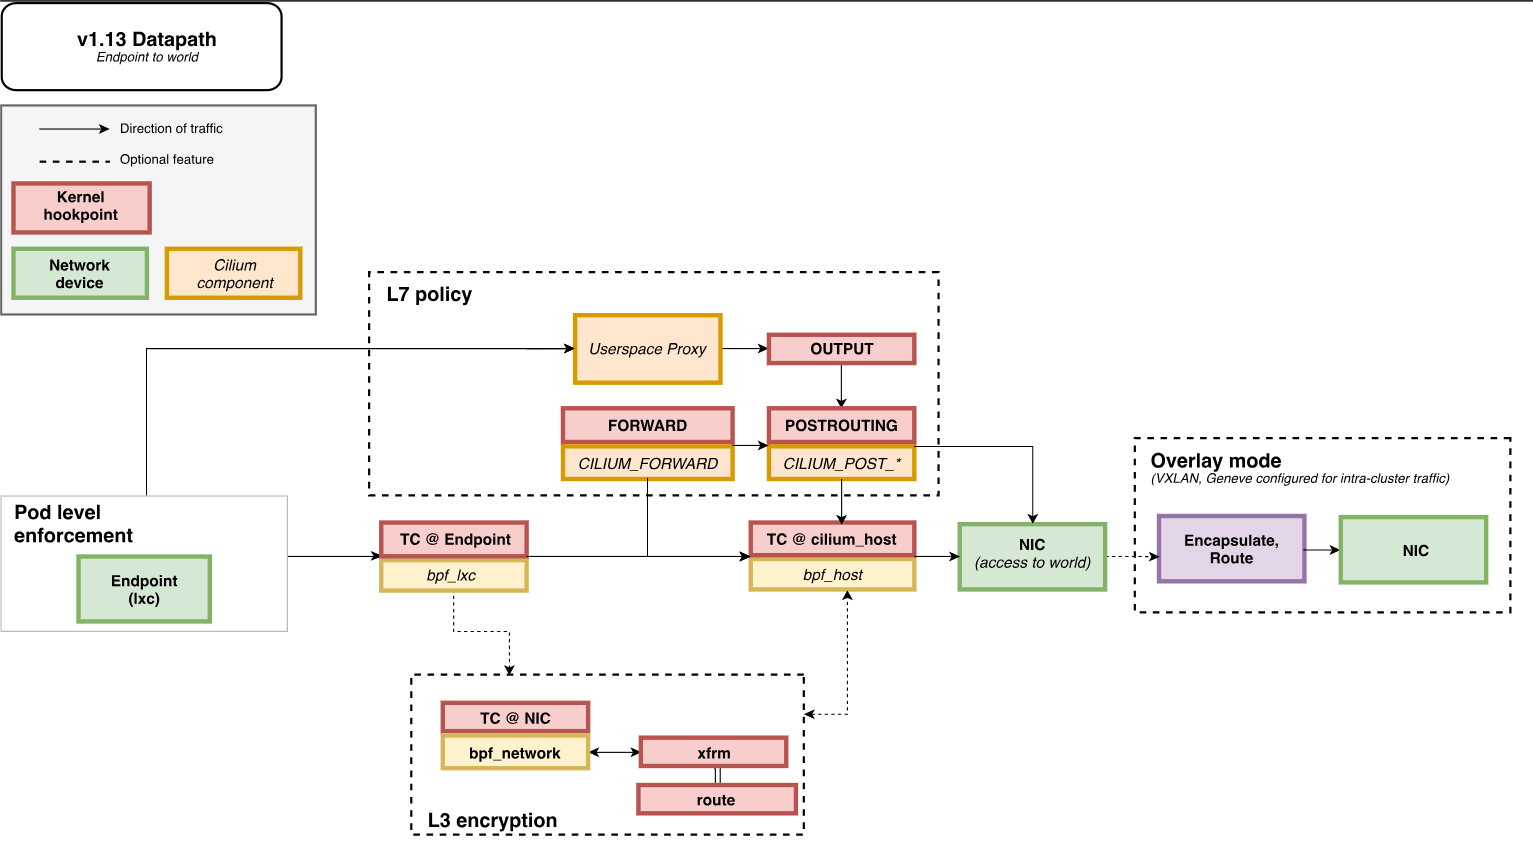 v1.13 Datapath
Endpoint to world
Direction of traffic
Optional feature
Kernel
hookpoint
Network
device
Cilium
component
L7 policy
Userspace Proxy
OUTPUT
FORWARD
CILIUM_FORWARD
POSTROUTING
CILIUM_POST_*
Pod level
enforcement
Endpoint
(lxc)
TC @ Endpoint
bpf_lxc
TC @ cilium_host
bpf_host
NIC
(access to world)
Overlay mode
(VXLAN, Geneve configured for intra-cluster traffic)
Encapsulate,
Route
NIC
TC @ NIC
bpf_network
xfrm
route
L3 encryption